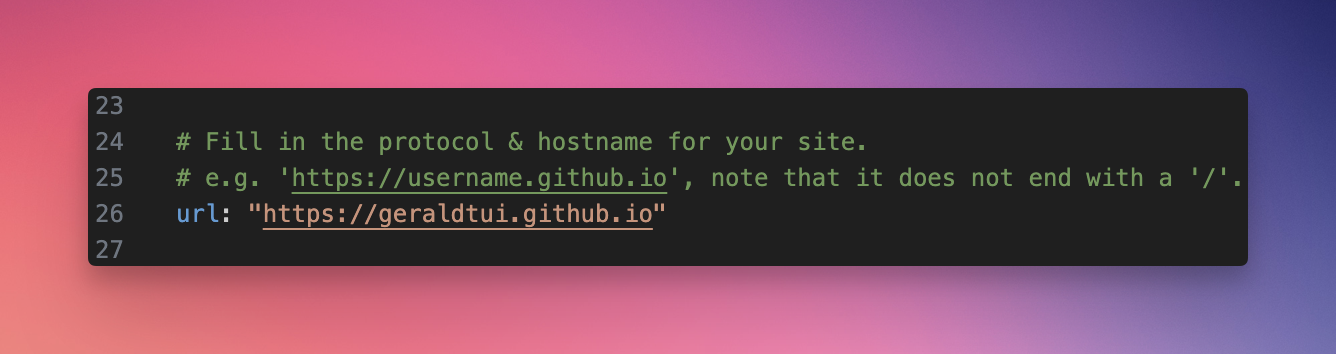 23
24 # Fill in the protocol & hostname for your site.
25 # e.g. 'https://username.github.io', note that it does not end with a '/'.
26 url: "https://geraldtui.github.io"
27